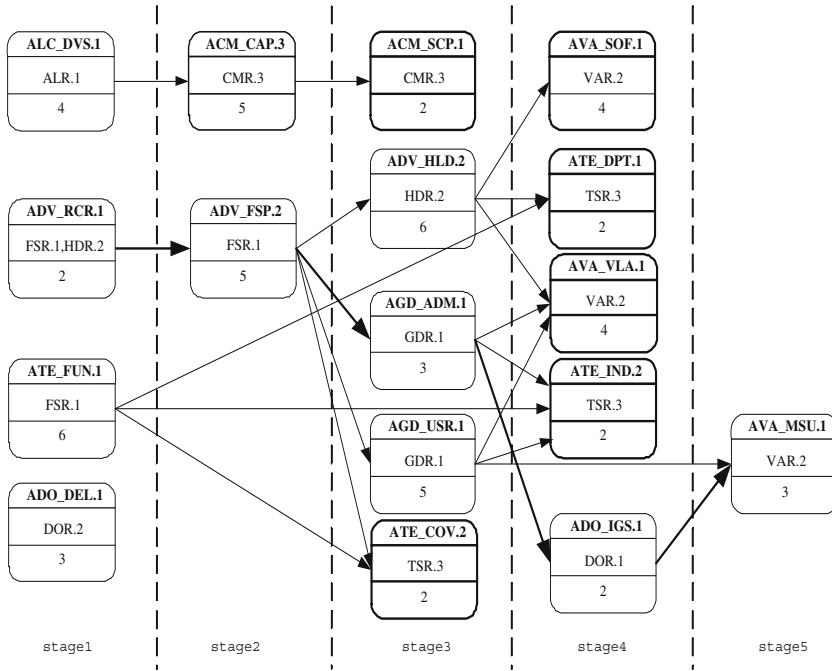 ALC_DVS.1
ALR.1
4
ACM_CAP.3
CMR.3
5
ACM_SCP.1
CMR.3
2
AVA_SOF.1
VAR.2
4
ADV_RCR.1
FSR.1,HDR.2
2
ADV_FSP.2
FSR.1
5
ADV_HLD.2
HDR.2
6
ATE_DPT.1
TSR.3
2
AVA_VLA.1
VAR.2
4
AGD_ADM.1
GDR.1
3
ATE_FUN.1
FSR.1
6
ATE_IND.2
TSR.3
2
AGD_USR.1
GDR.1
5
AVA_MSU.1
VAR.2
3
ADO_DEL.1
DOR.2
3
ATE_COV.2
TSR.3
2
ADO_IGS.1
DOR.1
2
stage1
stage2
stage3
stage4
stage5